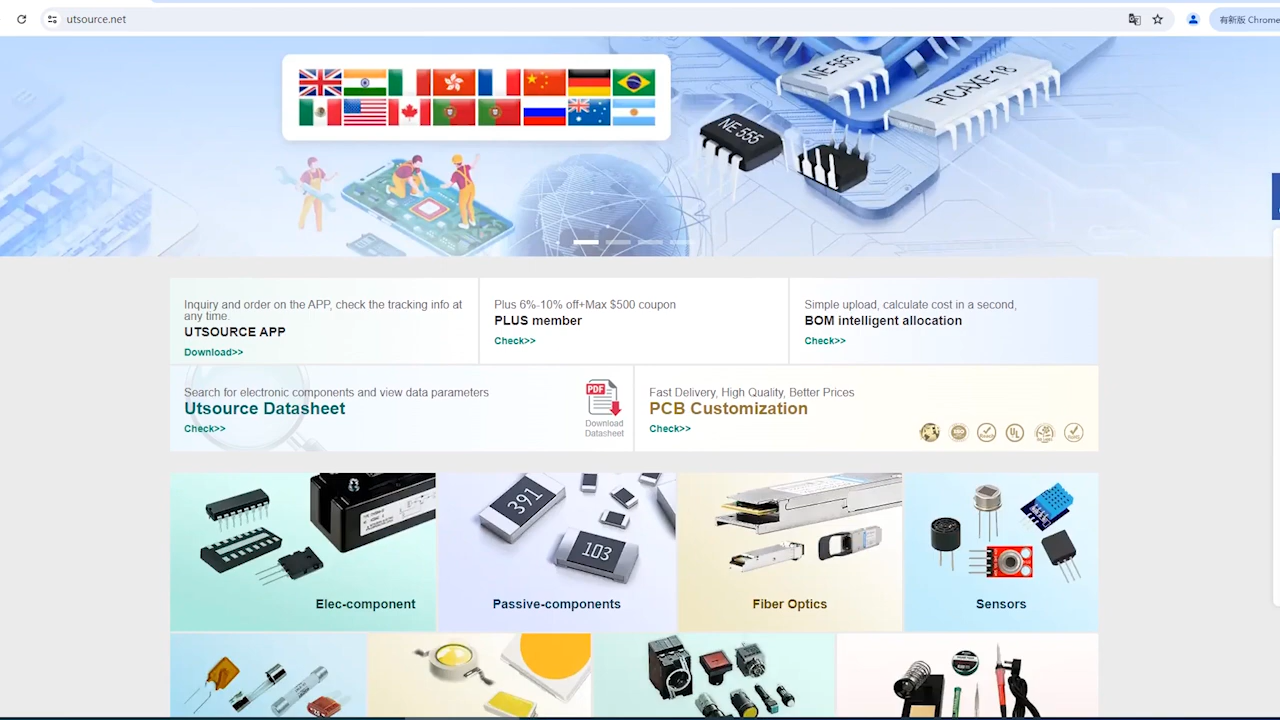 utsource.net
有新版 Chrome
NE 555
PICAXE 18
NE 555
Inquiry and order on the APP, check the tracking info at
any time.
UTSOURCE APP
Download>>
Plus 6%-10% off+Max $500 coupon
PLUS member
Check>>
Simple upload, calculate cost in a second,
BOM intelligent allocation
Check>>
Search for electronic components and view data parameters
Utsource Datasheet
Check>>
PDF
Download
Datasheet
Fast Delivery, High Quality, Better Prices
PCB Customization
Check>>
ISO
UL
391
103
Elec-component
Passive-components
Fiber Optics
Sensors